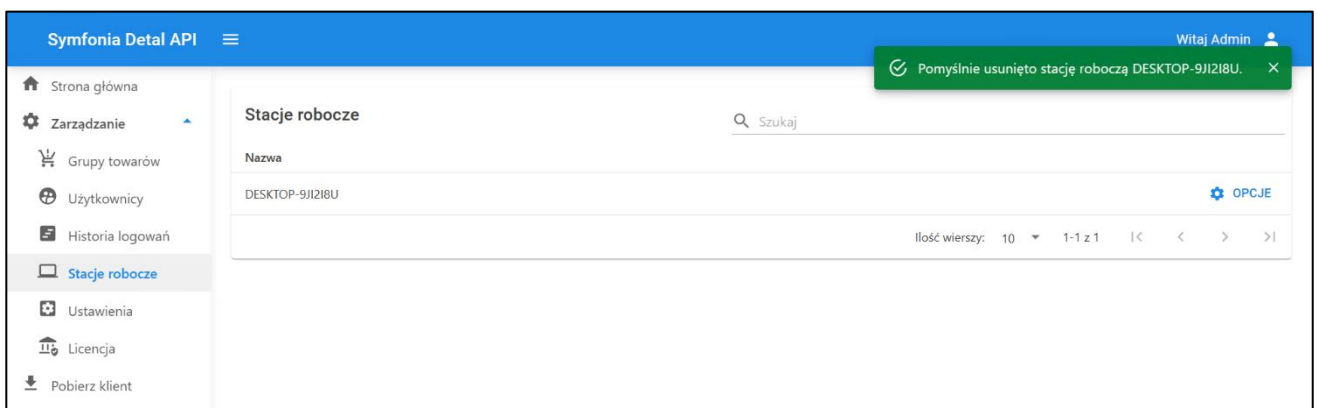 Symfonia Detal API
Witaj Admin
Pomyślnie usunięto stację roboczą DESKTOP-9JI2I8U.
Strona główna
Zarządzanie
Grupy towarów
Użytkownicy
Historia logowań
Stacje robocze
Ustawienia
Licencja
Pobierz klient
Stacje robocze
Szukaj
Nazwa
DESKTOP-9JI2I8U OPCJE
Ilość wierszy: 10 1-1 z 1